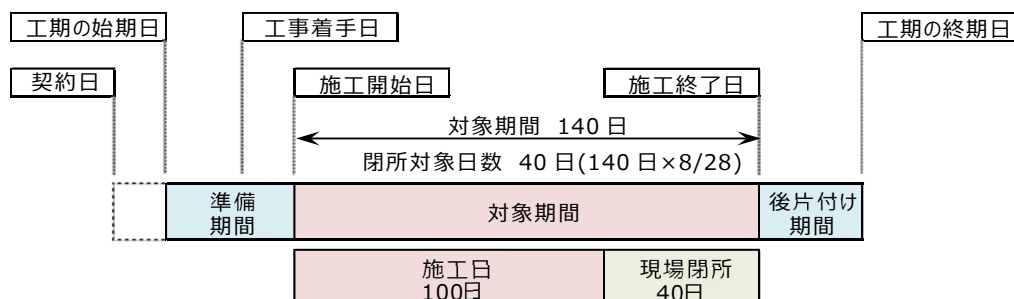 工期の始期日
工事着手日
工期の終期日
契約日
施工開始日
施工終了日
対象期間 140 日
閉所対象日数 40 日(140 日×8/28)
準備
期間
対象期間
後片付け
期間
施工日
100日
現場閉所
40日